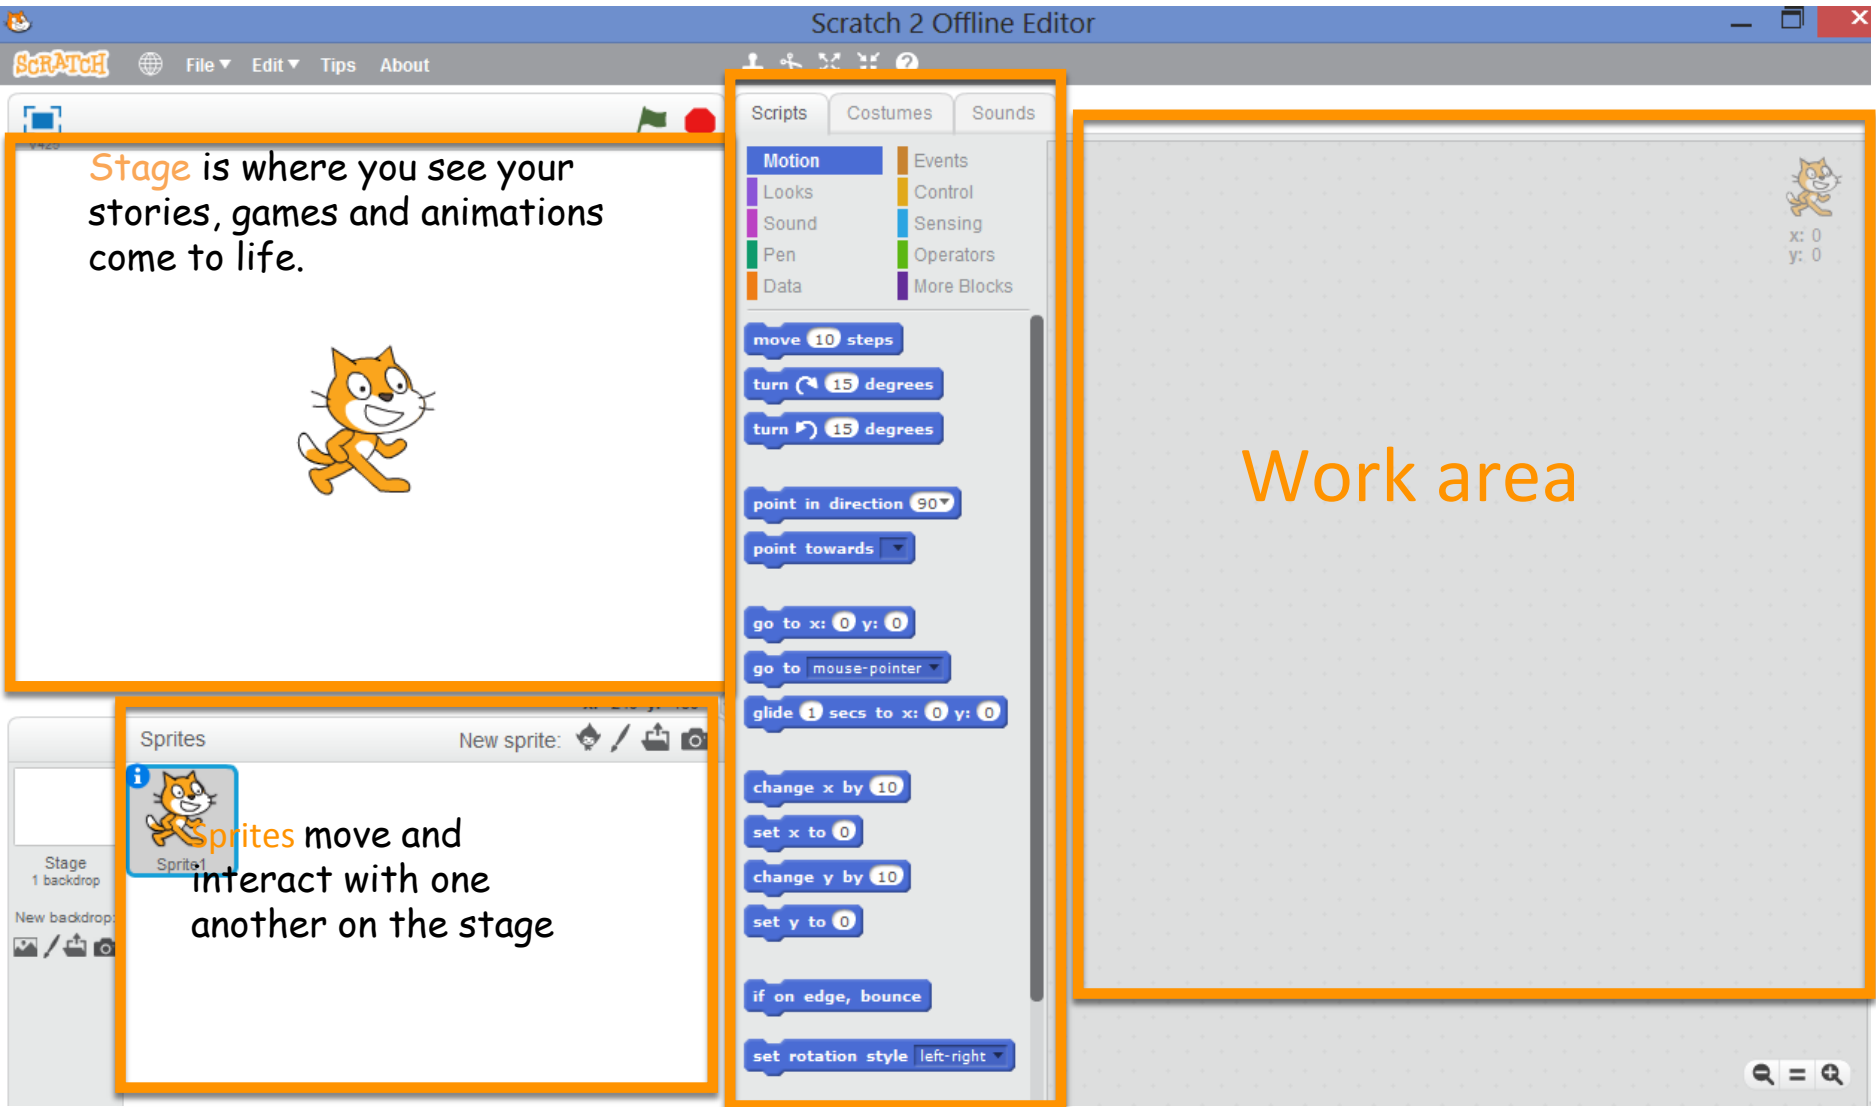 Scratch 2 Offline Editor
SCRATCH File Edit Tips About
Scripts Costumes Sounds
v425
Stage is where you see your
stories, games and animations
come to life.
Motion Events
Looks Control
Sound Sensing
Pen Operators
Data More Blocks
move 10 steps
turn 15 degrees
turn 15 degrees
point in direction 90
point towards
go to x: 0 y: 0
go to mouse-pointer
glide 1 secs to x: 0 y: 0
change x by 10
set x to 0
change y by 10
set y to 0
if on edge, bounce
set rotation style left-right
x: 0
y: 0
Work area
Sprites New sprite:
Sprite1
Sprites move and
interact with one
another on the stage
Stage
1 backdrop
New backdrop: